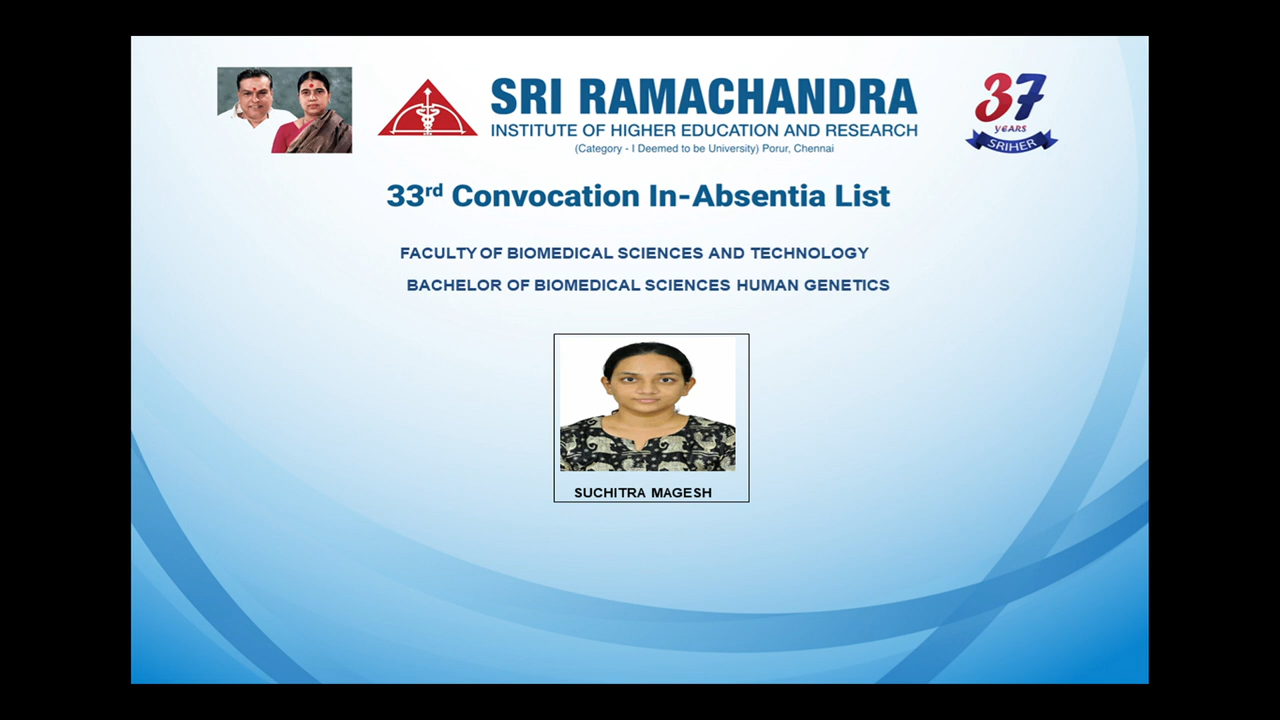 SRI RAMACHANDRA
INSTITUTE OF HIGHER EDUCATION AND RESEARCH
(Category - I Deemed to be University) Porur, Chennai
37
YEARS
SRIHER
33rd Convocation In-Absentia List
FACULTY OF BIOMEDICAL SCIENCES AND TECHNOLOGY
BACHELOR OF BIOMEDICAL SCIENCES HUMAN GENETICS
SUCHITRA MAGESH